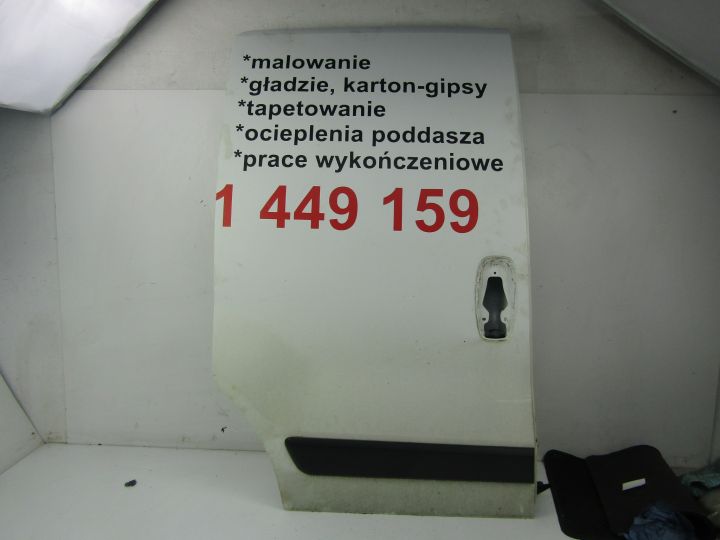 *malowanie
*gładzie, karton-gipsy
*tapetowanie
*ocieplenia poddasza
*prace wykończeniowe
1 449 159